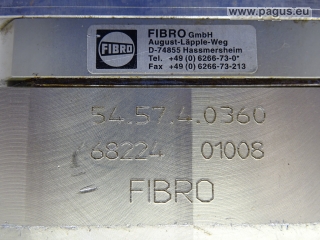 www.pagus.eu
FIBRO
FIBRO GmbH
August-Läpple-Weg
D-74855 Hassmersheim
Tel. +49 (0) 6266-73-0*
Fax +49 (0) 6266-73-213
54.57.4.0360
68224 01008
FIBRO